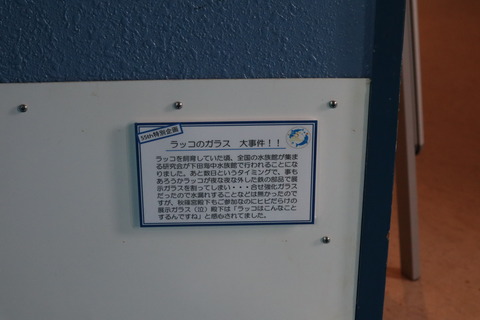 55th特別企画
ラッコのガラス 大事件！！
ラッコを飼育していた頃、全国の水族館が集ま
る研究会が下田海中水族館で行われることにな
りました。あと数日というタイミングで、事も
あろうかラッコが夜な夜な外した鉄の部品で展
示ガラスを割ってしまい・・・合せ強化ガラス
だったので水漏れすることなどは無かったので
すが、秋篠宮殿下もご参加なのにヒビだらけの
展示ガラス（泣）殿下は「ラッコはこんなこと
するんですね」と感心されてました。